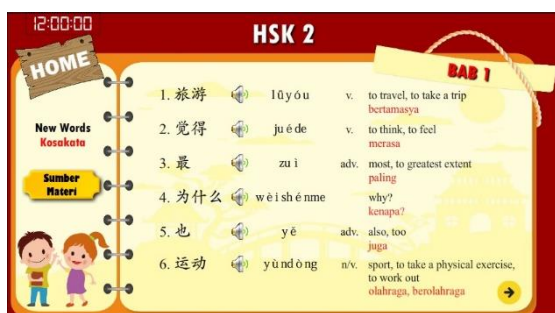 12:00:00
HSK 2
HOME
BAB 1
New Words
Kosakata
Sumber
Materi
1. 旅游 lǚyóu v. to travel, to take a trip
bertamasya
2. 觉得 juéde v. to think, to feel
merasa
3. 最 zuì adv. most, to greatest extent
paling
4. 为什么 wèishénme why?
kenapa?
5. 也 yě adv. also, too
juga
6. 运动 yùndòng n/v. sport, to take a physical exercise,
to work out
olahraga, berolahraga